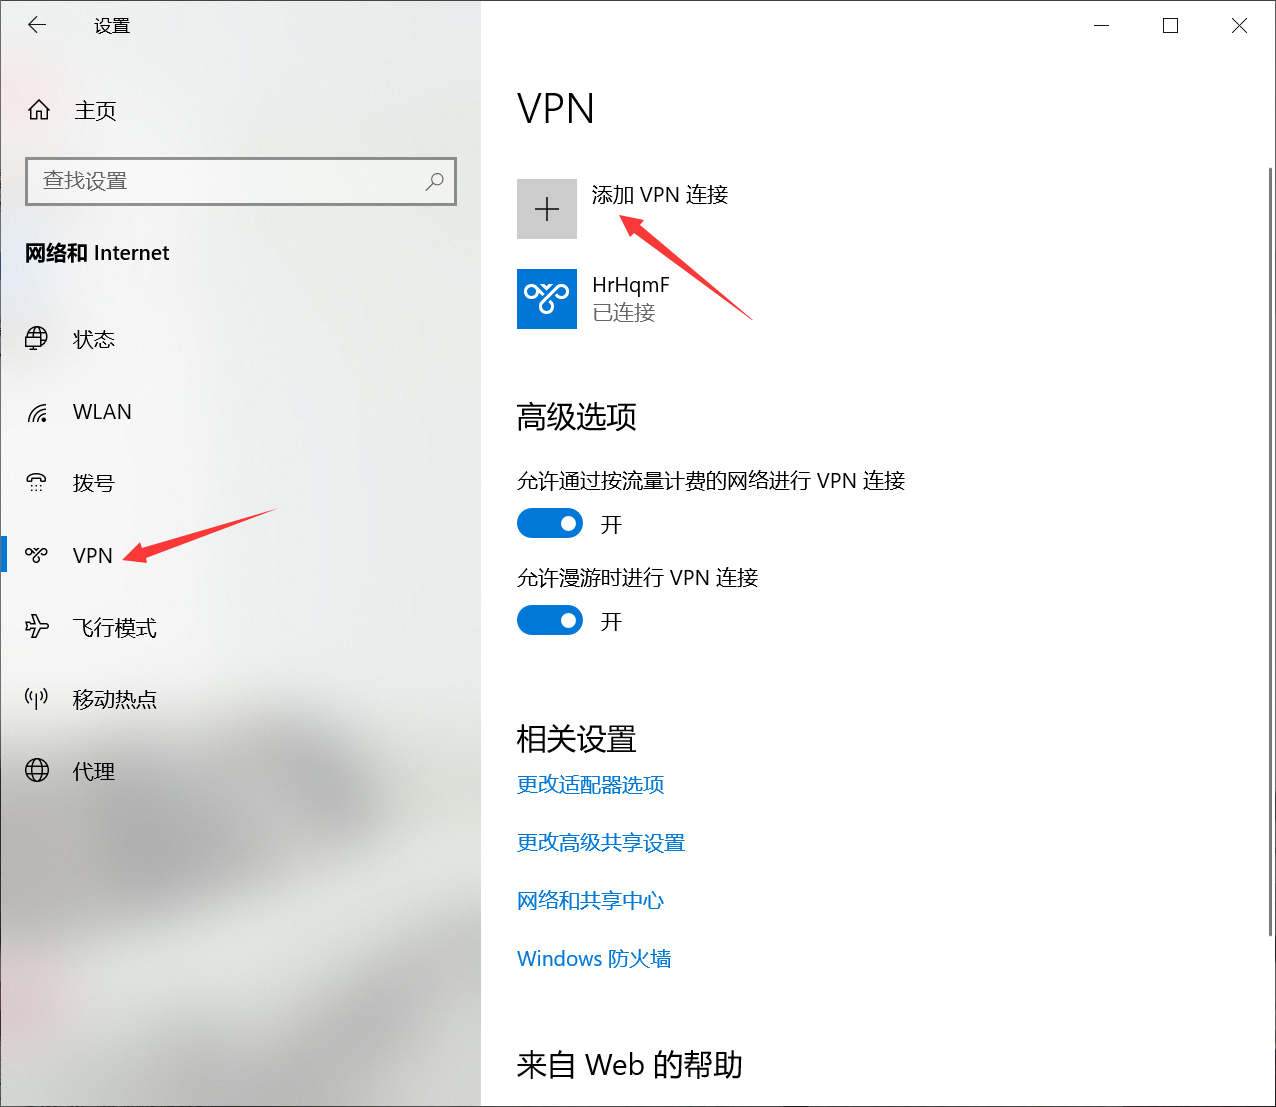 设置
主页
查找设置
网络和 Internet
状态
WLAN
拨号
VPN
飞行模式
移动热点
代理
VPN
添加 VPN 连接
HrHqmF
已连接
高级选项
允许通过按流量计费的网络进行 VPN 连接
开
允许漫游时进行 VPN 连接
开
相关设置
更改适配器选项
更改高级共享设置
网络和共享中心
Windows 防火墙
来自 Web 的帮助